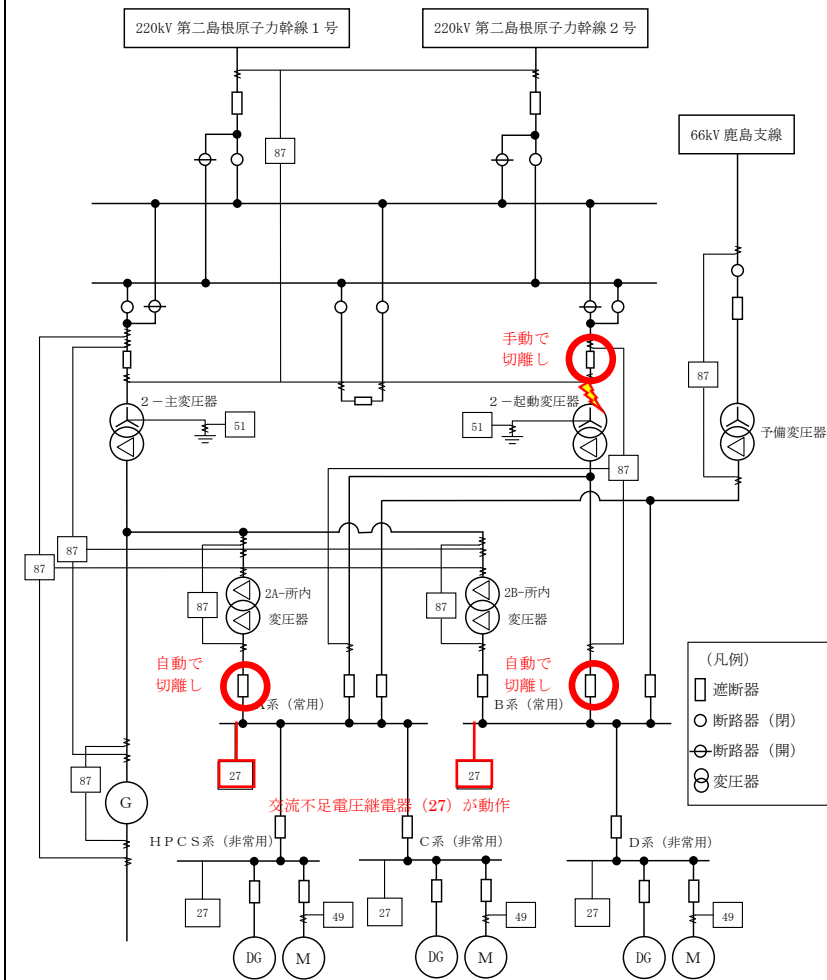 220kV 第二島根原子力幹線1号
220kV 第二島根原子力幹線2号
66kV 鹿島支線
87
手動で
切離し
87
2-主変圧器
51
2-起動変圧器
51
予備変圧器
87
87
87
2A-所内
変圧器
87
2B-所内
変圧器
87
自動で
切離し
自動で
切離し
A系(常用)
B系(常用)
(凡例)
遮断器
断路器(閉)
断路器(開)
変圧器
27
27
87
G
交流不足電圧継電器(27)が動作
HPCS系(非常用)
C系(非常用)
D系(非常用)
27
49
27
49
27
49
DG
M
DG
M
DG
M